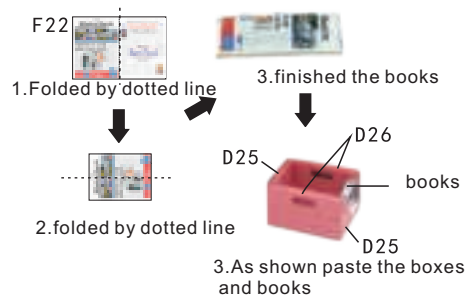 F22
1.Folded by dotted line
2.folded by dotted line
3.finished the books
D26
D25
books
D25
3.As shown paste the boxes
and books